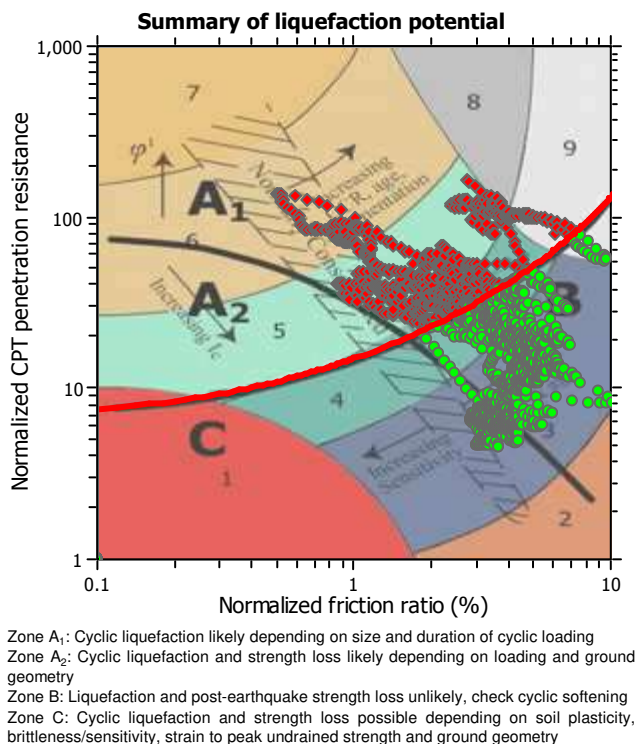 Summary of liquefaction potential
1,000
100
10
1
Normalized CPT penetration resistance
7
8
9
φ'
A1
Increasing
age
6
A2
Increasing Ic
5
B
4
C
1
Increasing
Sensitivity
3
2
0.1
1
10
Normalized friction ratio (%)
Zone A1: Cyclic liquefaction likely depending on size and duration of cyclic loading
Zone A2: Cyclic liquefaction and strength loss likely depending on loading and ground
geometry
Zone B: Liquefaction and post-earthquake strength loss unlikely, check cyclic softening
Zone C: Cyclic liquefaction and strength loss possible depending on soil plasticity,
brittleness/sensitivity, strain to peak undrained strength and ground geometry